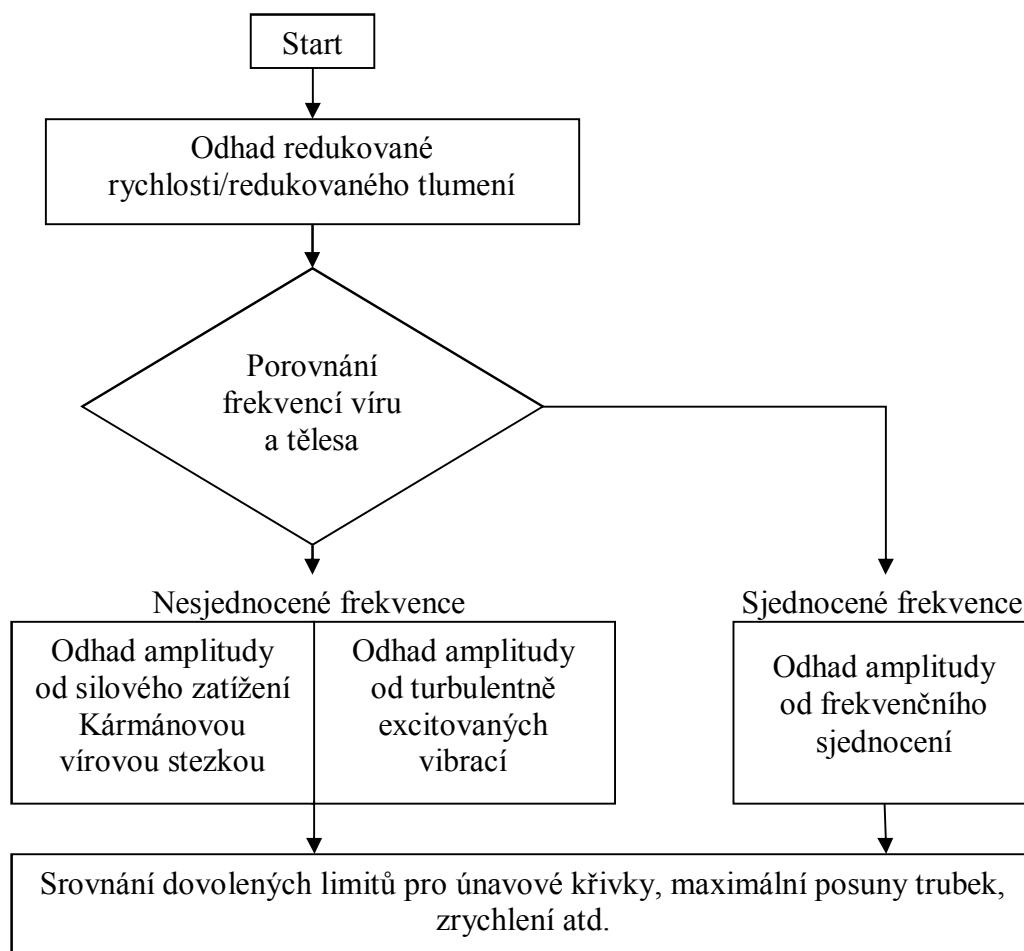 Start
Odhad redukované
rychlosti/redukovaného tlumení
Porovnání
frekvencí víru
a tělesa
Nesjednocené frekvence
Sjednocené frekvence
Odhad amplitudy
od silového zatížení
Kármánovou
vírovou stezkou
Odhad amplitudy
od turbulentně
excitovaných
vibrací
Odhad amplitudy
od frekvenčního
sjednocení
Srovnání dovolených limitů pro únavové křivky, maximální posuny trubek,
zrychlení atd.